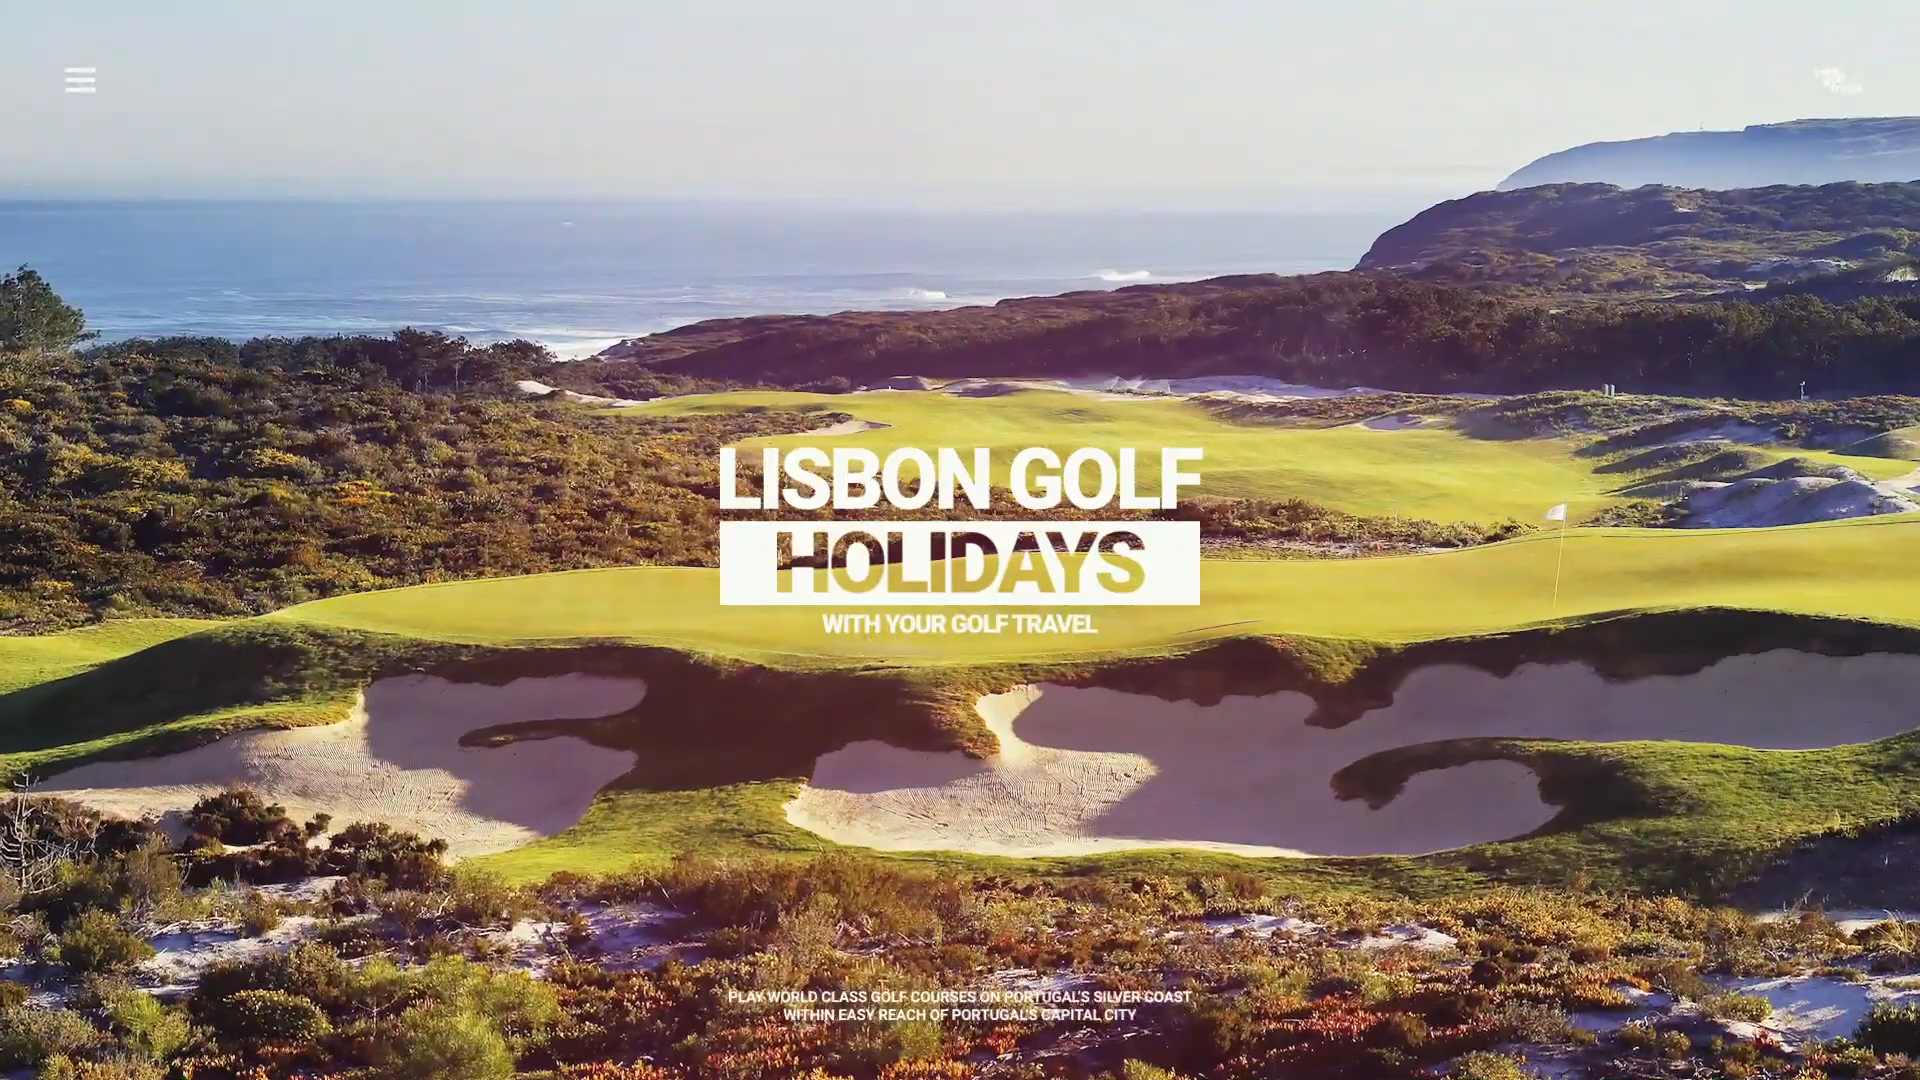 LISBON GOLF
HOLIDAYS
WITH YOUR GOLF TRAVEL
PLAY WORLD CLASS GOLF COURSES ON PORTUGAL'S SILVER COAST
WITHIN EASY REACH OF PORTUGAL'S CAPITAL CITY